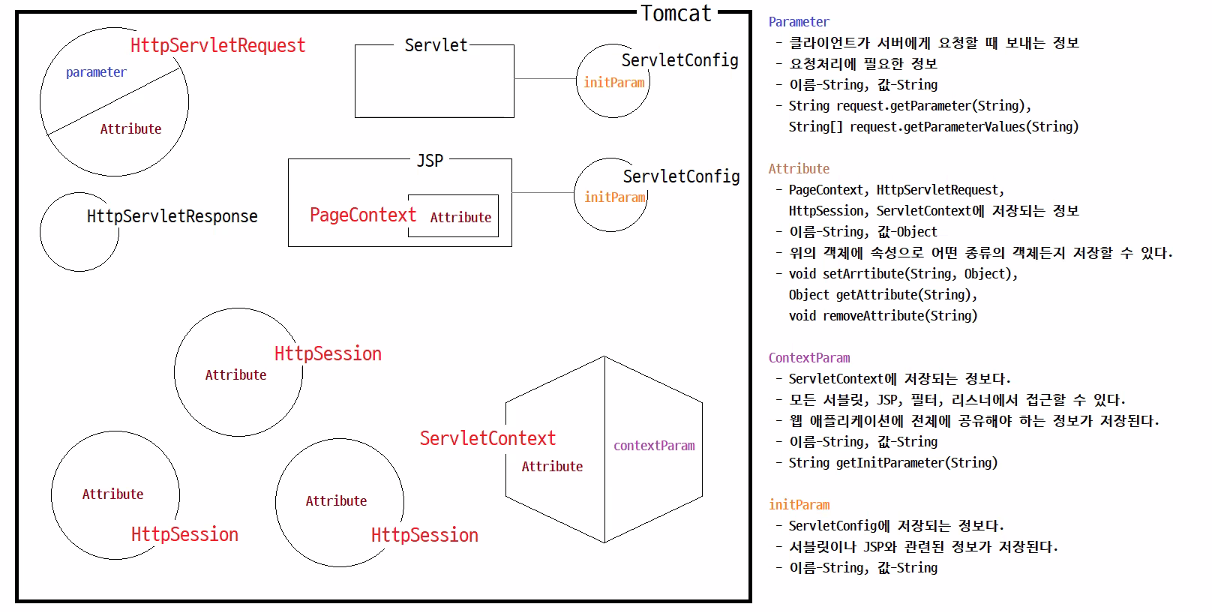 Tomcat
HttpServletRequest
parameter
Attribute
Servlet
ServletConfig
initParam
HttpServletResponse
JSP
PageContext
Attribute
ServletConfig
initParam
HttpSession
Attribute
ServletContext
Attribute
contextParam
Attribute
HttpSession
Attribute
HttpSession
Parameter
- 클라이언트가 서버에게 요청할 때 보내는 정보
- 요청처리에 필요한 정보
- 이름-String, 값-String
- String request.getParameter(String),
String[] request.getParameterValues(String)
Attribute
- PageContext, HttpServletRequest,
HttpSession, ServletContext에 저장되는 정보
- 이름-String, 값-Object
- 위의 객체에 속성으로 어떤 종류의 객체든지 저장할 수 있다.
- void setArrtibute(String, Object),
Object getAttribute(String),
void removeAttribute(String)
ContextParam
- ServletContext에 저장되는 정보다.
- 모든 서블릿, JSP, 필터, 리스너에서 접근할 수 있다.
- 웹 애플리케이션에 전체에 공유해야 하는 정보가 저장된다.
- 이름-String, 값-String
- String getInitParameter(String)
initParam
- ServletConfig에 저장되는 정보다.
- 서블릿이나 JSP와 관련된 정보가 저장된다.
- 이름-String, 값-String